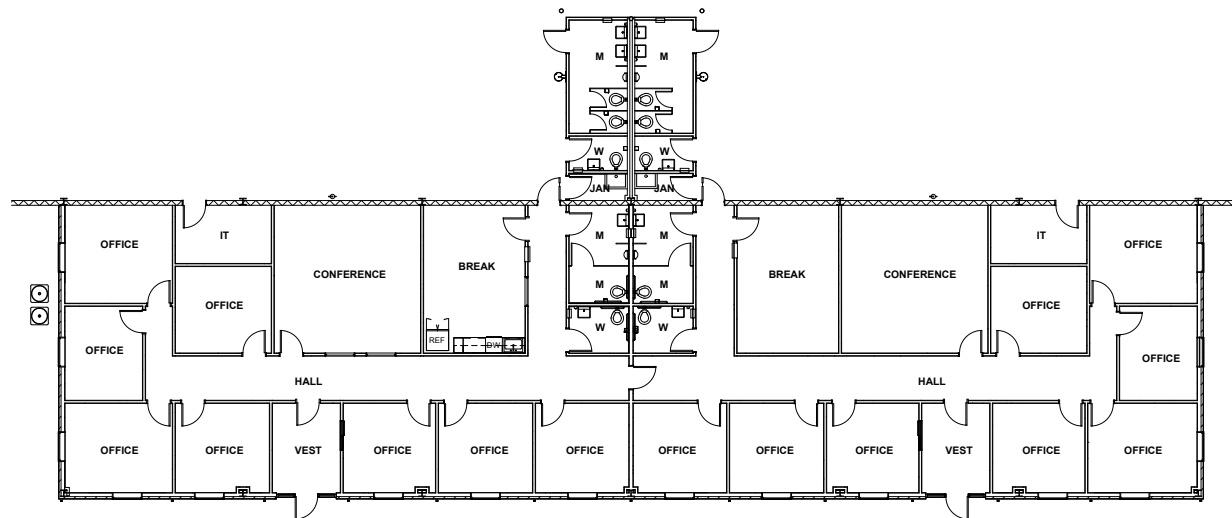 M M
W W
JAN JAN
IT IT
OFFICE M M OFFICE
CONFERENCE BREAK BREAK CONFERENCE
OFFICE M M OFFICE
W W
REF DW
OFFICE OFFICE
HALL HALL
OFFICE OFFICE VEST OFFICE OFFICE OFFICE OFFICE OFFICE OFFICE VEST OFFICE OFFICE